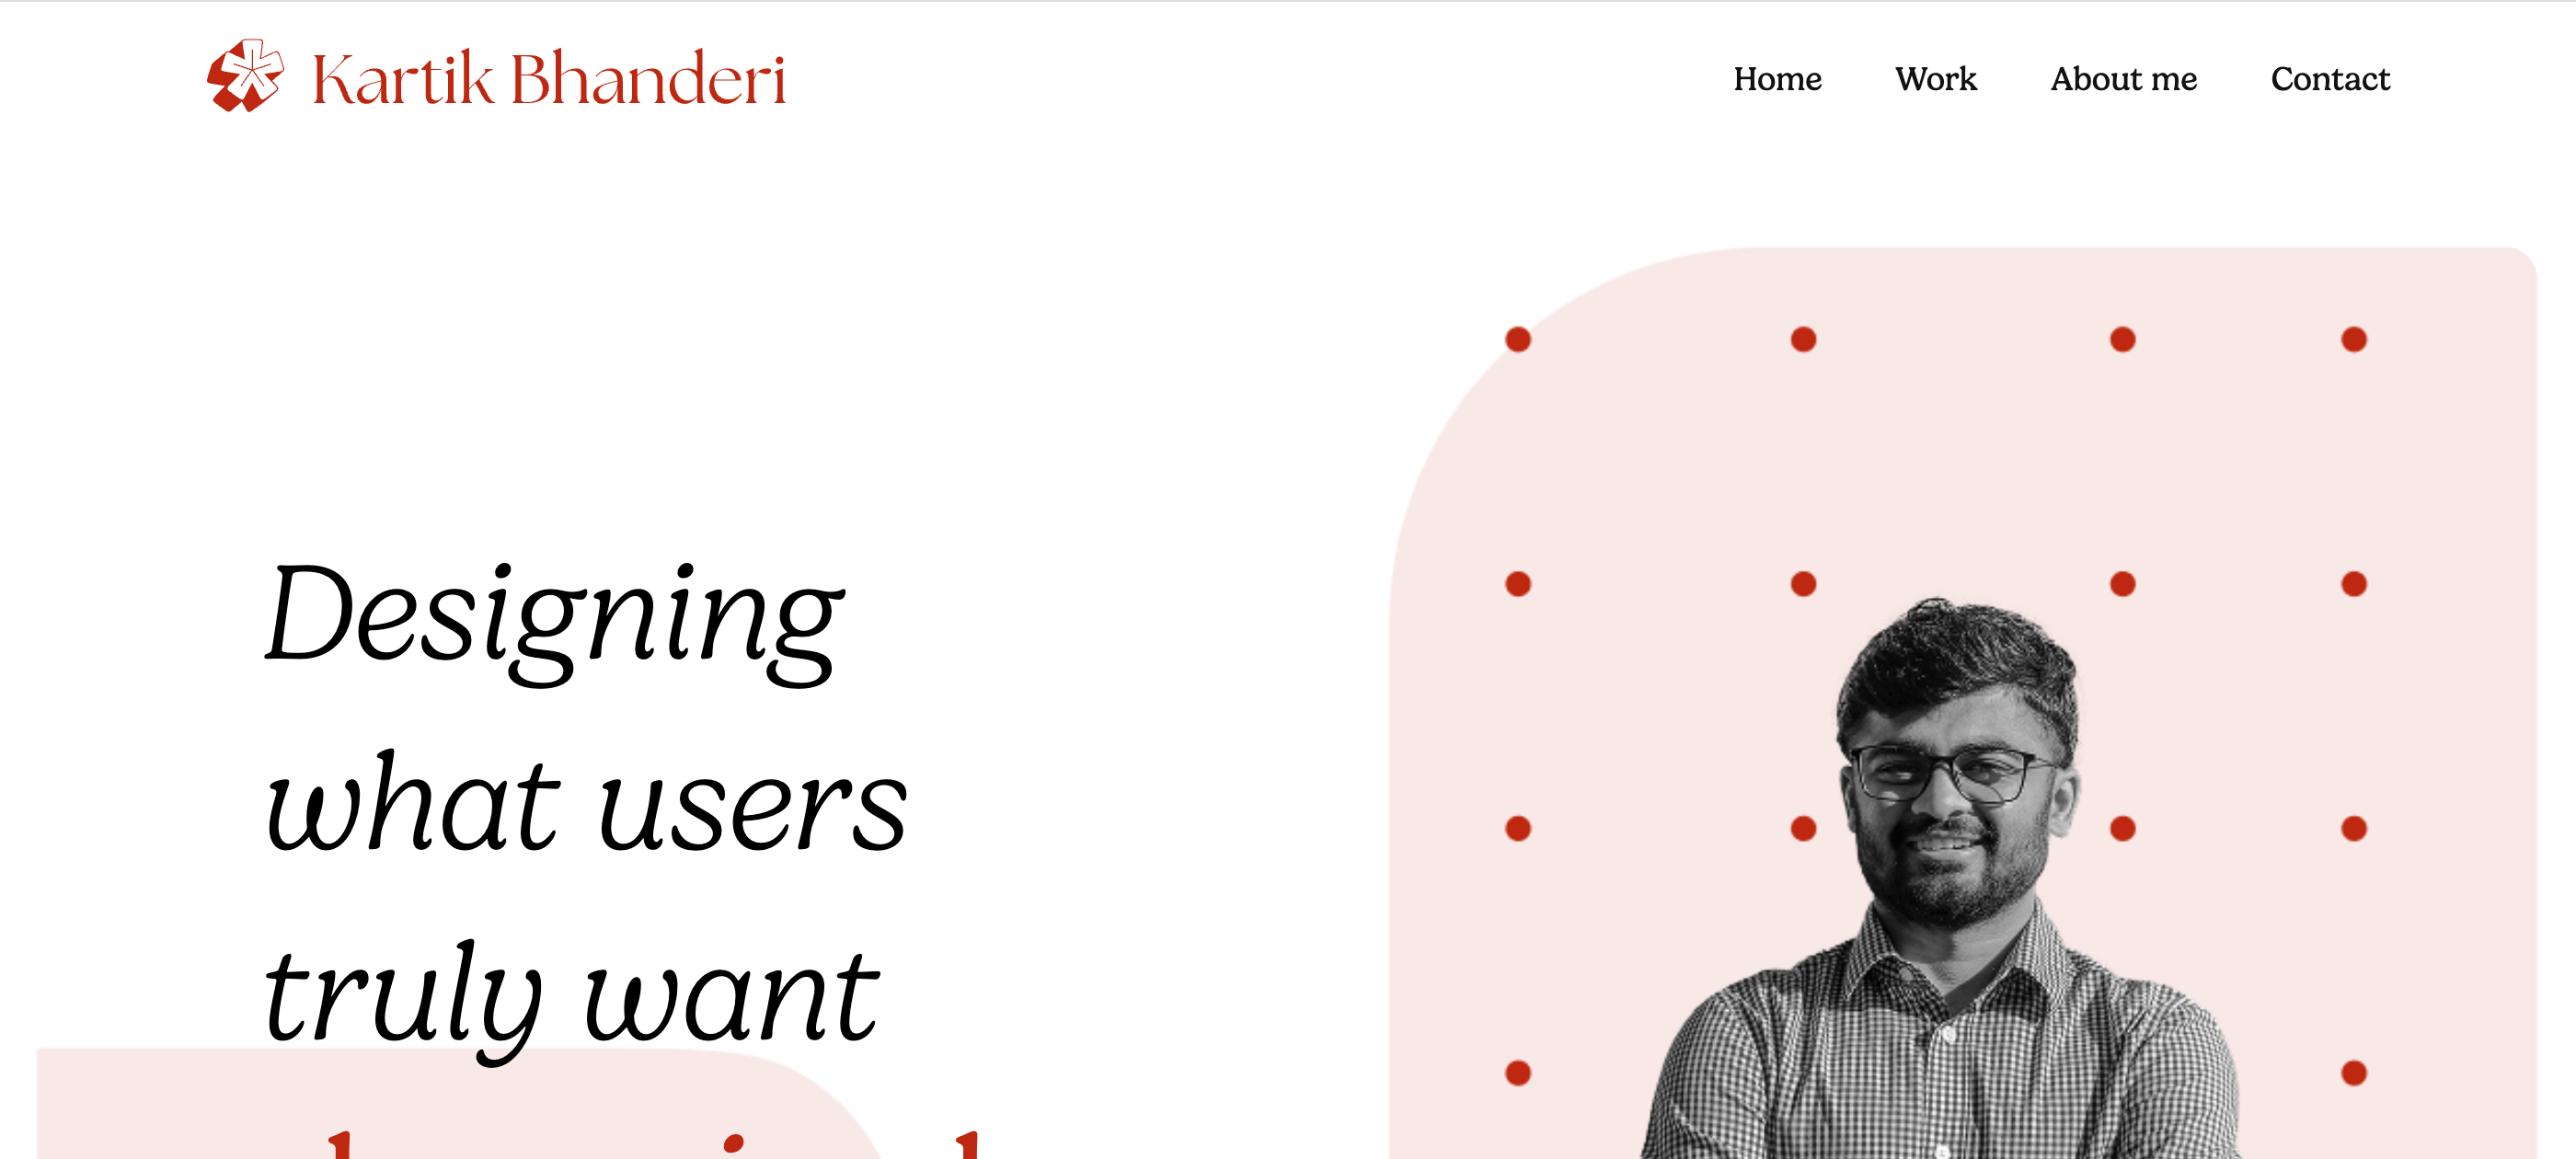 Kartik Bhanderi
Home
Work
About me
Contact
Designing
what users
truly want